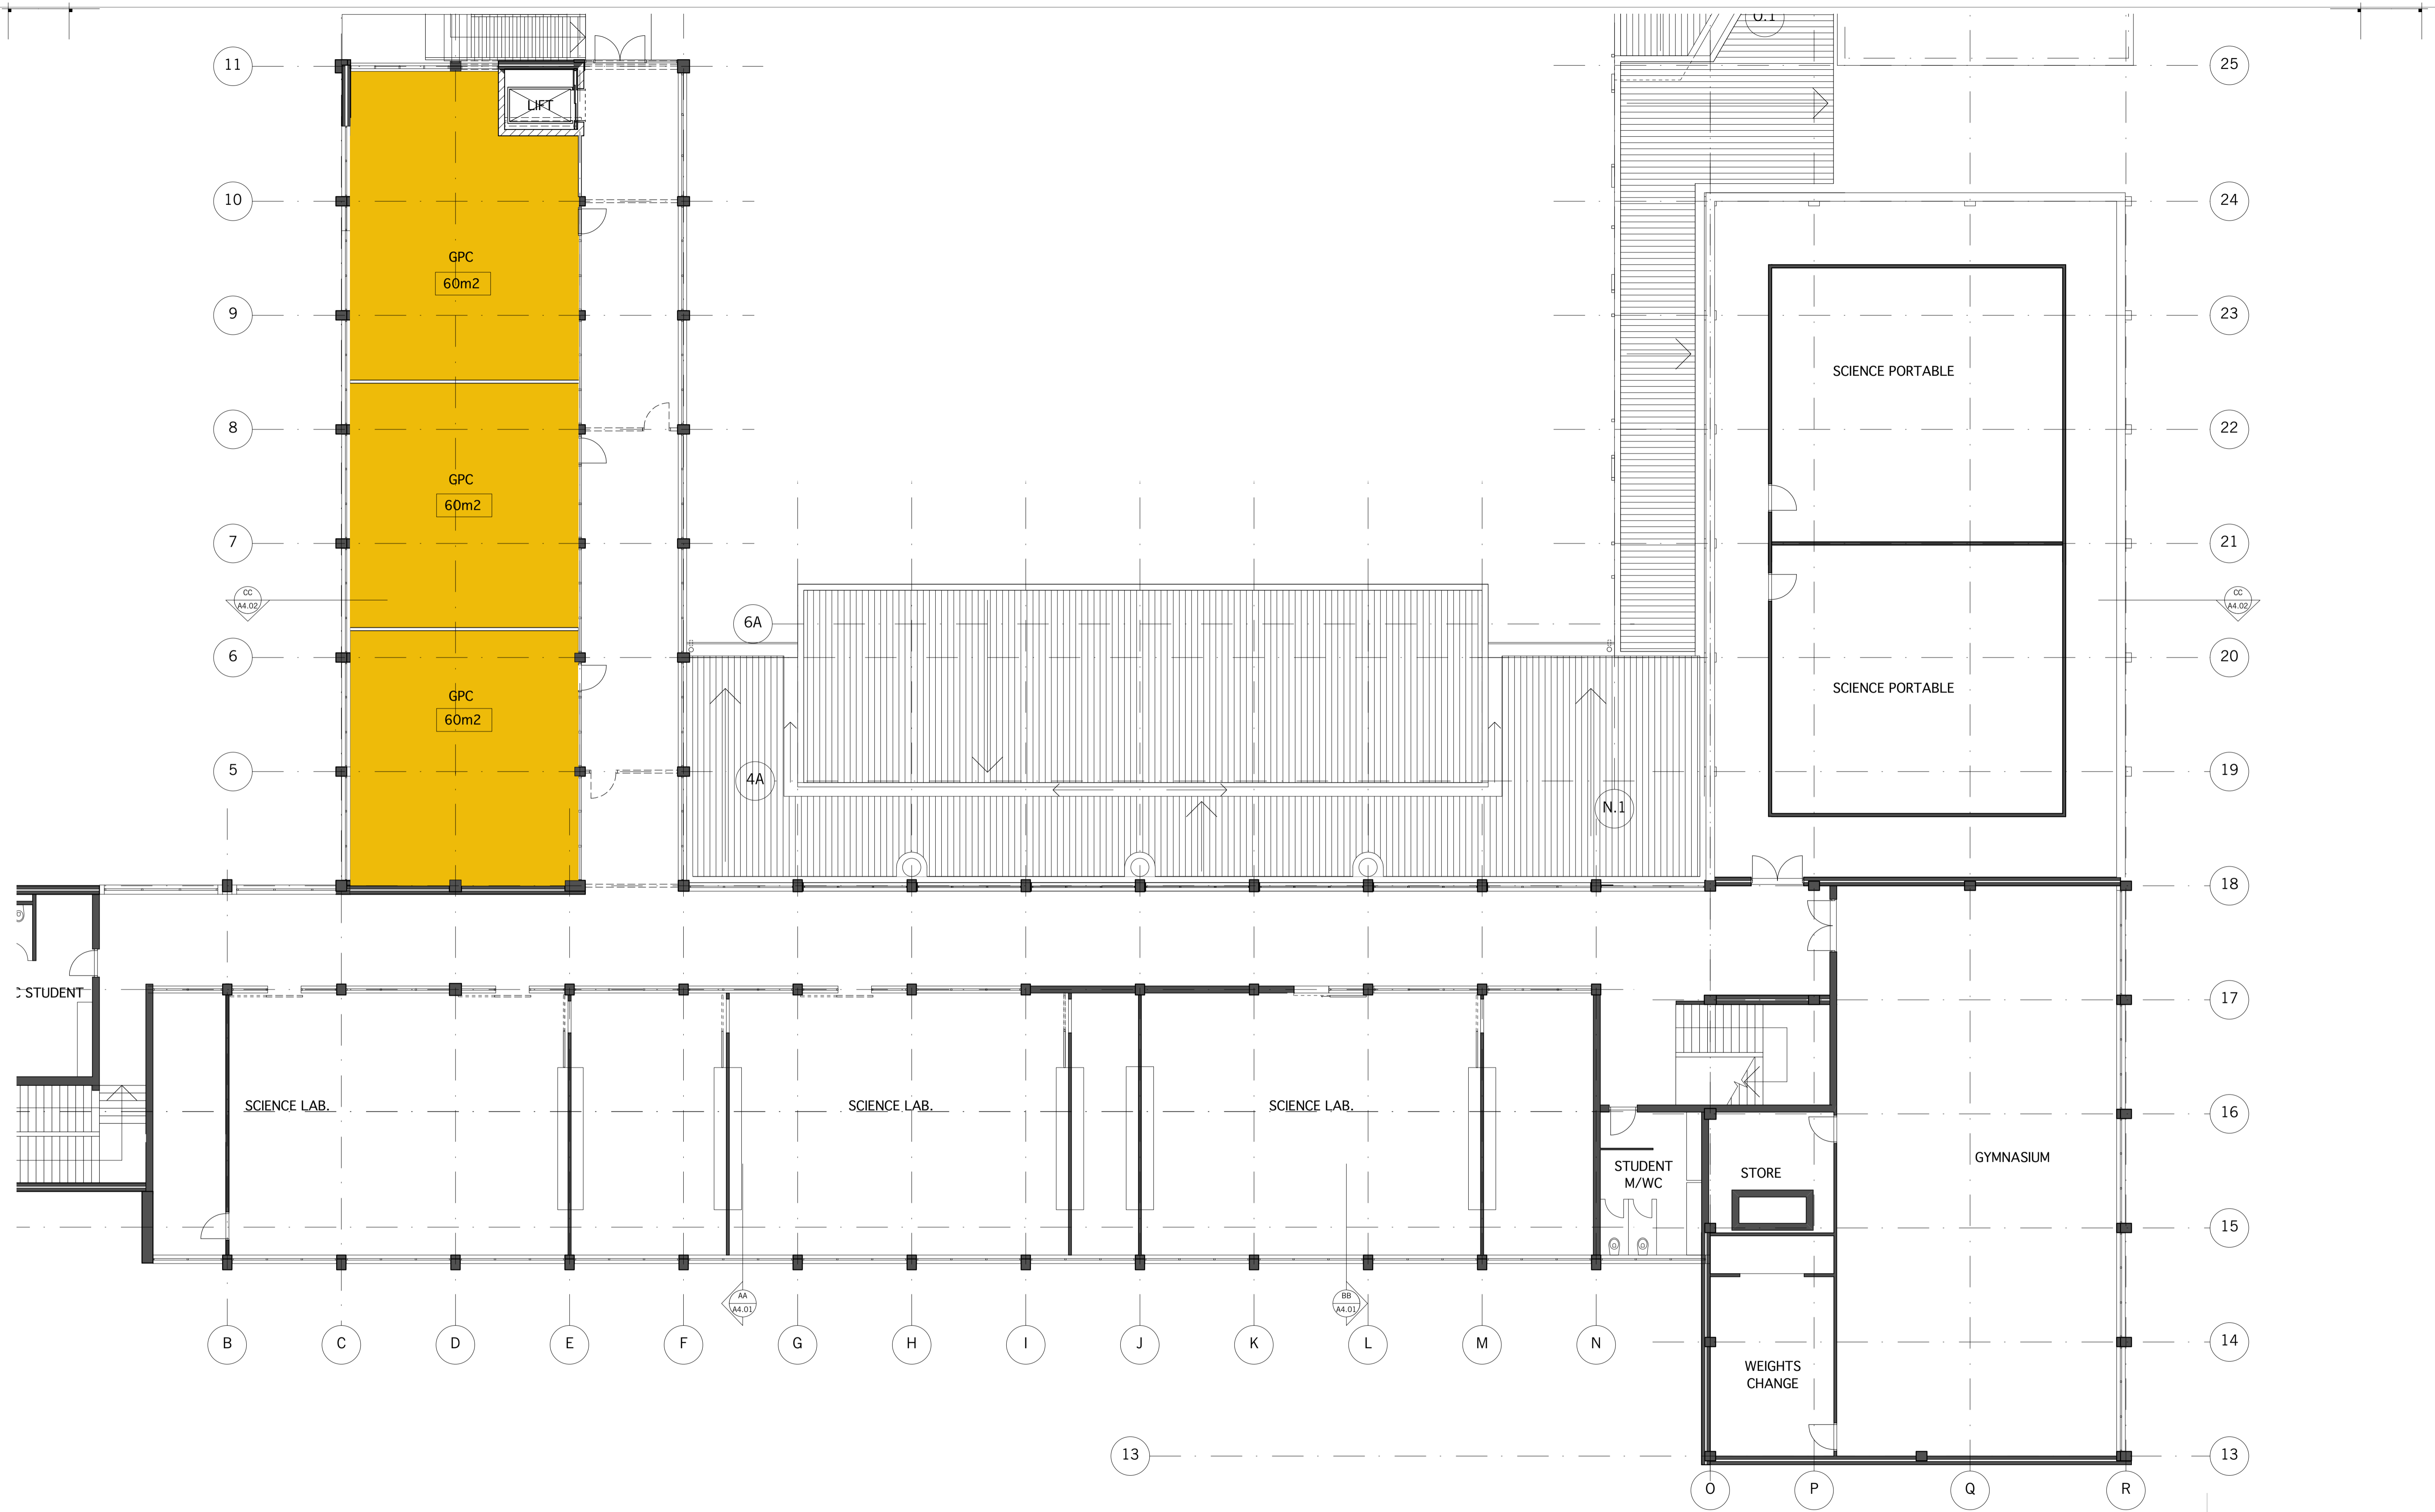 O.1
11
25
LIFT
10
24
GPC
60m2
9
23
SCIENCE PORTABLE
8
22
GPC
60m2
7
21
CC
A4.02
CC
A4.02
6A
6
20
SCIENCE PORTABLE
GPC
60m2
5
4A
19
N.1
18
C STUDENT
17
SCIENCE LAB.
SCIENCE LAB.
SCIENCE LAB.
16
GYMNASIUM
STUDENT
M/WC
STORE
15
AA
A4.01
BB
A4.01
B
C
D
E
F
G
H
I
J
K
L
M
N
14
WEIGHTS
CHANGE
13
13
O
P
Q
R